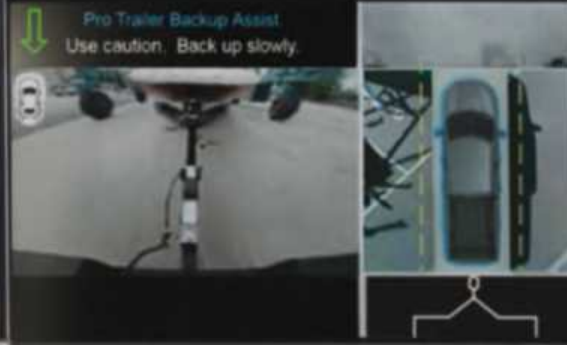 Pro Trailer Backup Assist
Use caution. Back up slowly.